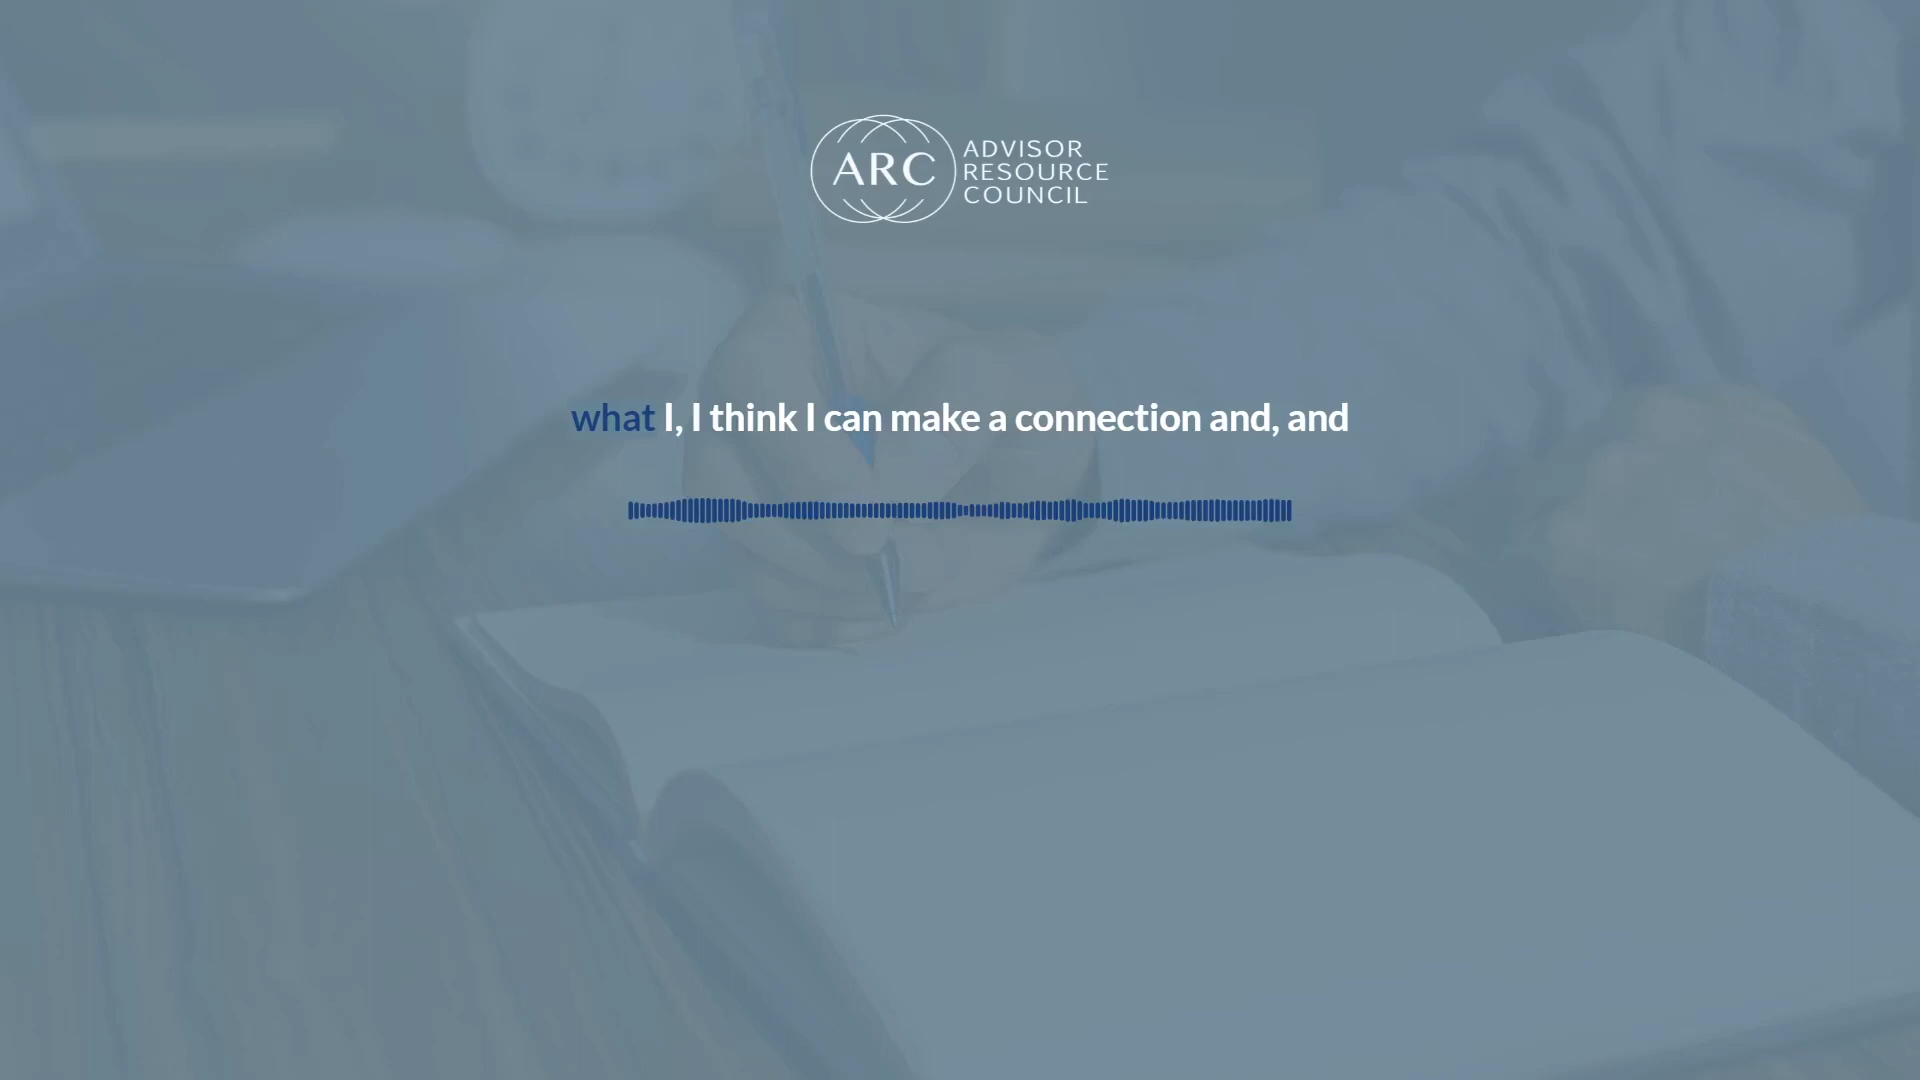 ARC
ADVISOR
RESOURCE
COUNCIL
what I, I think I can make a connection and, and